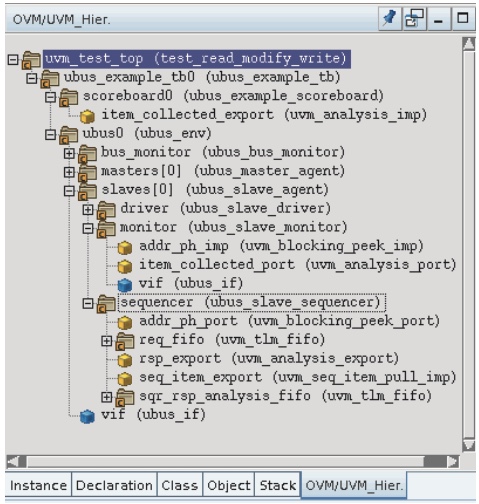 OVM/UVM_Hier.
uvm_test_top (test_read_modify_write)
ubus_example_tb0 (ubus_example_tb)
scoreboard0 (ubus_example_scoreboard)
item_collected_export (uvm_analysis_imp)
ubus0 (ubus_env)
bus_monitor (ubus_bus_monitor)
masters[0] (ubus_master_agent)
slaves[0] (ubus_slave_agent)
driver (ubus_slave_driver)
monitor (ubus_slave_monitor)
addr_ph_imp (uvm_blocking_peek_imp)
item_collected_port (uvm_analysis_port)
vif (ubus_if)
sequencer (ubus_slave_sequencer)
addr_ph_port (uvm_blocking_peek_port)
req_fifo (uvm_tlm_fifo)
rsp_export (uvm_analysis_export)
seq_item_export (uvm_seq_item_pull_imp)
sqr_rsp_analysis_fifo (uvm_tlm_fifo)
vif (ubus_if)
Instance Declaration Class Object Stack OVM/UVM_Hier.